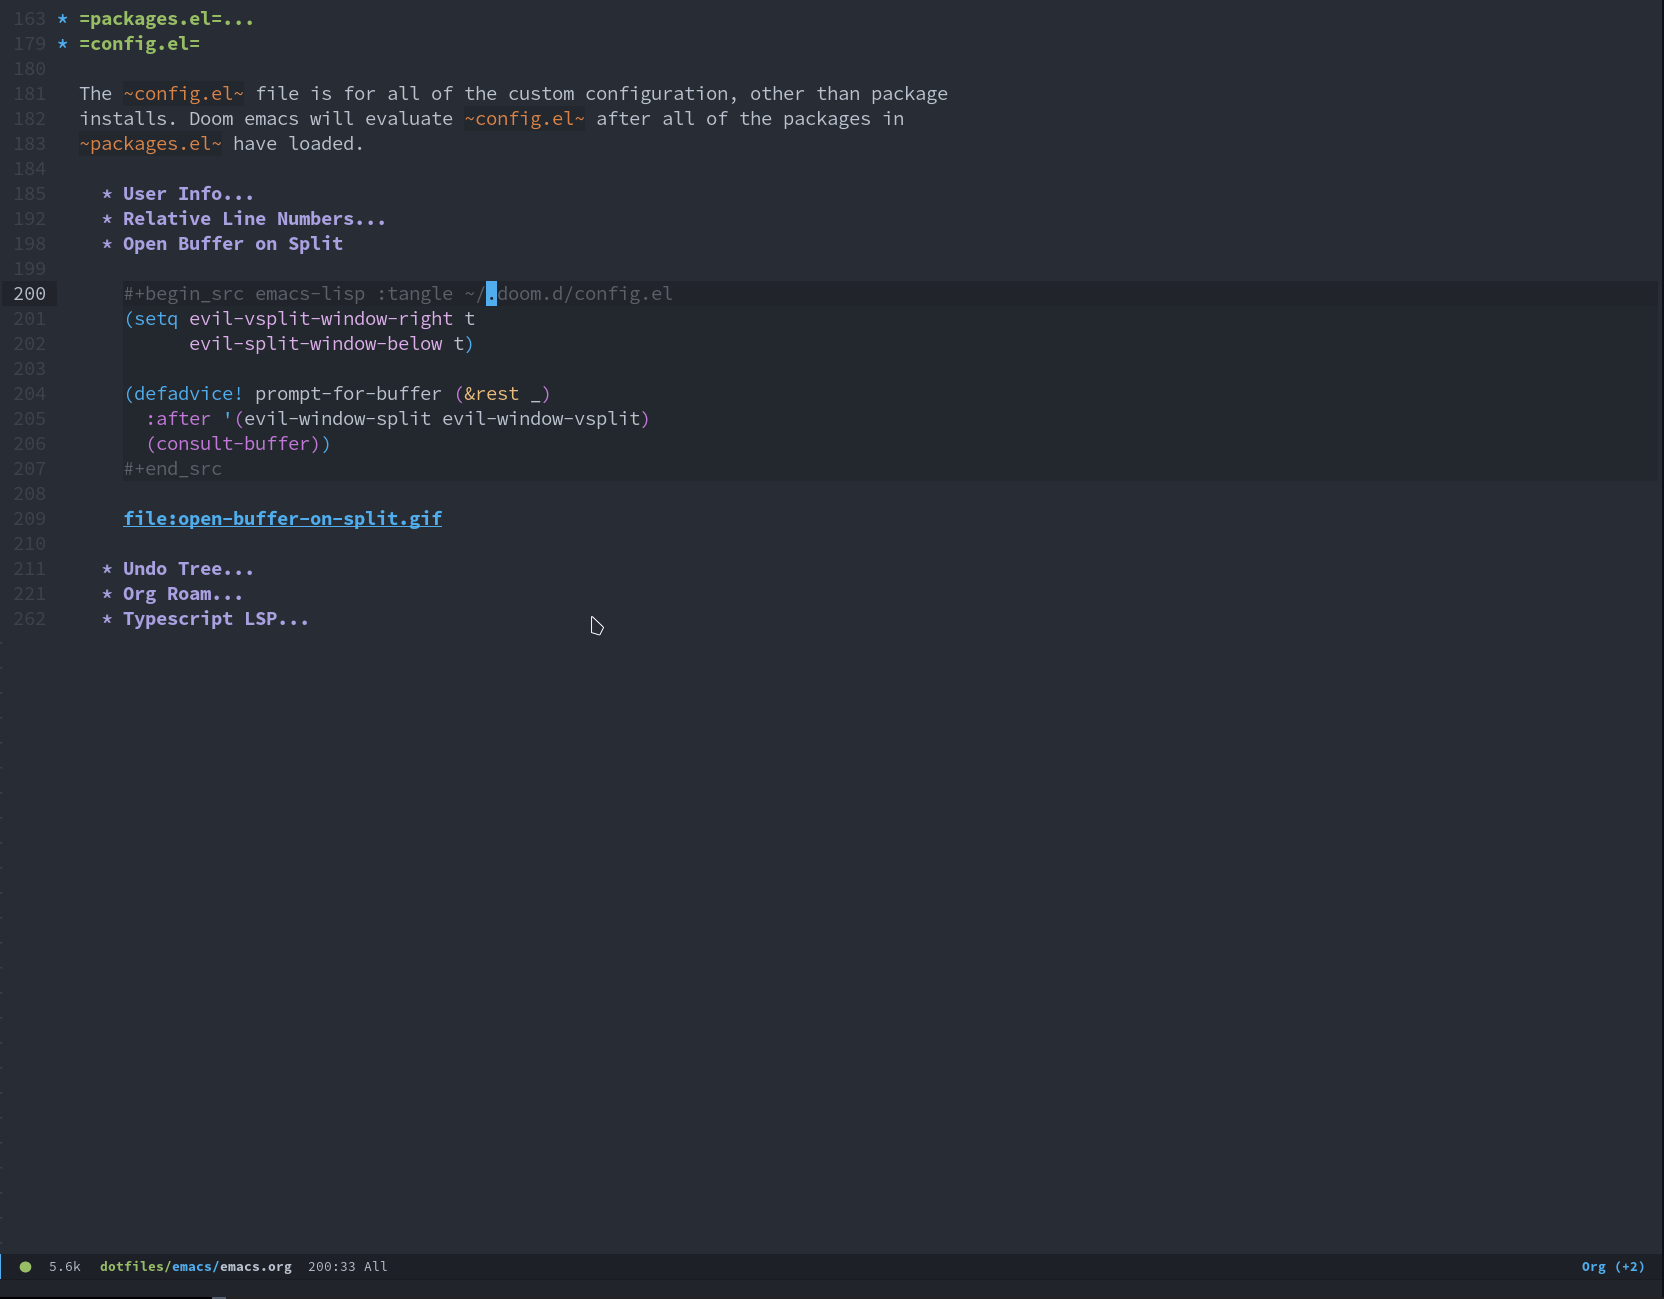 163 * =packages.el=...
179 * =config.el=
180
181 The ~config.el~ file is for all of the custom configuration, other than package
182 installs. Doom emacs will evaluate ~config.el~ after all of the packages in
183 ~packages.el~ have loaded.
184
185 * User Info...
192 * Relative Line Numbers...
198 * Open Buffer on Split
199
200 #+begin_src emacs-lisp :tangle ~/.doom.d/config.el
201 (setq evil-vsplit-window-right t
202 evil-split-window-below t)
203
204 (defadvice! prompt-for-buffer (&rest _)
205 :after '(evil-window-split evil-window-vsplit)
206 (consult-buffer))
207 #+end_src
208
209 file:open-buffer-on-split.gif
210
211 * Undo Tree...
221 * Org Roam...
262 * Typescript LSP...
5.6k dotfiles/emacs/emacs.org 200:33 All Org (+2)